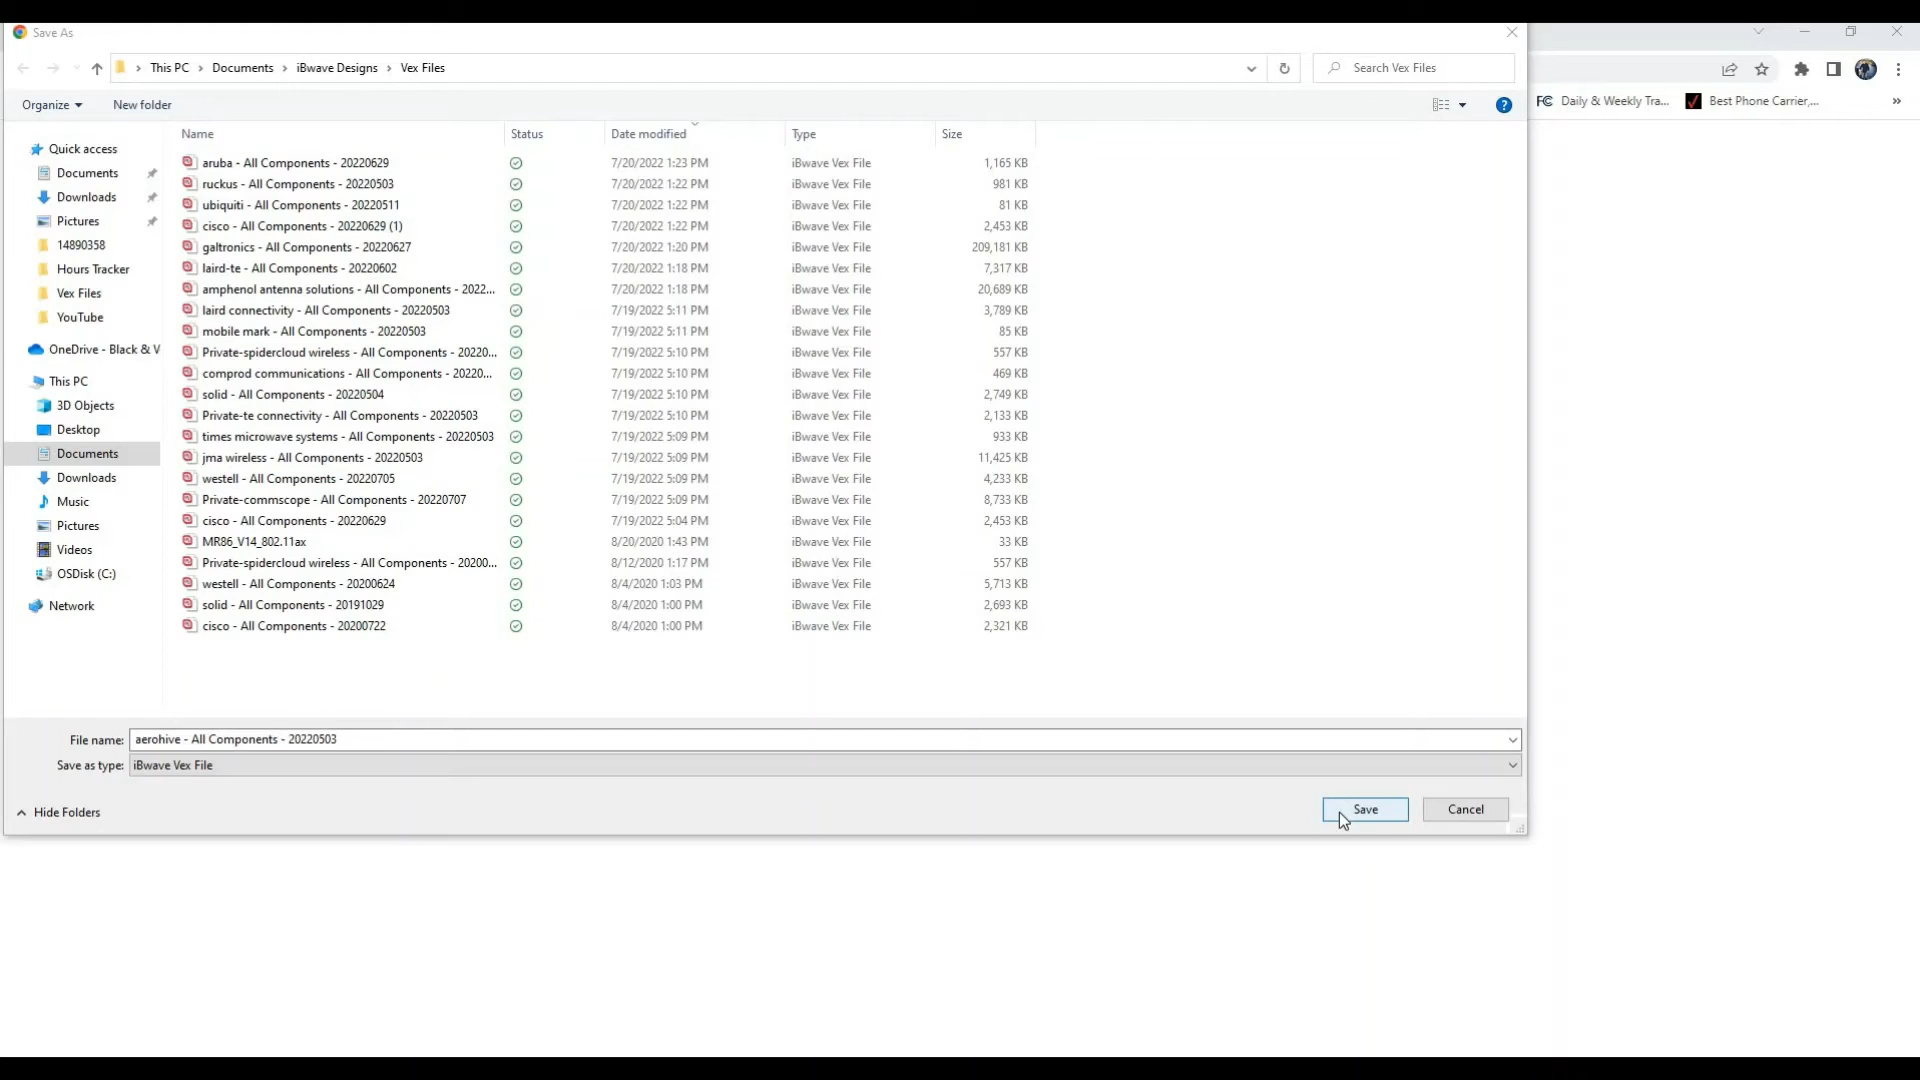 Save As
This PC > Documents > iBwave Designs > Vex Files
Search Vex Files
Organize
New folder
Daily & Weekly Tra...
Best Phone Carrier,...
Name Status Date modified Type Size
Quick access
Documents
Downloads
Pictures
14890358
Hours Tracker
Vex Files
YouTube
OneDrive - Black & V
This PC
3D Objects
Desktop
Documents
Downloads
Music
Pictures
Videos
OSDisk (C:)
Network
aruba - All Components - 20220629 7/20/2022 1:23 PM iBwave Vex File 1,165 KB
ruckus - All Components - 20220503 7/20/2022 1:22 PM iBwave Vex File 981 KB
ubiquiti - All Components - 20220511 7/20/2022 1:22 PM iBwave Vex File 81 KB
cisco - All Components - 20220629 (1) 7/20/2022 1:22 PM iBwave Vex File 2,453 KB
galtronics - All Components - 20220627 7/20/2022 1:20 PM iBwave Vex File 209,181 KB
laird-te - All Components - 20220602 7/20/2022 1:18 PM iBwave Vex File 7,317 KB
amphenol antenna solutions - All Components - 2022... 7/20/2022 1:18 PM iBwave Vex File 20,689 KB
laird connectivity - All Components - 20220503 7/19/2022 5:11 PM iBwave Vex File 3,789 KB
mobile mark - All Components - 20220503 7/19/2022 5:11 PM iBwave Vex File 85 KB
Private-spidercloud wireless - All Components - 20220... 7/19/2022 5:10 PM iBwave Vex File 557 KB
comprod communications - All Components - 20220... 7/19/2022 5:10 PM iBwave Vex File 469 KB
solid - All Components - 20220504 7/19/2022 5:10 PM iBwave Vex File 2,749 KB
Private-te connectivity - All Components - 20220503 7/19/2022 5:10 PM iBwave Vex File 2,133 KB
times microwave systems - All Components - 20220503 7/19/2022 5:09 PM iBwave Vex File 933 KB
jma wireless - All Components - 20220503 7/19/2022 5:09 PM iBwave Vex File 11,425 KB
westell - All Components - 20220705 7/19/2022 5:09 PM iBwave Vex File 4,233 KB
Private-commscope - All Components - 20220707 7/19/2022 5:09 PM iBwave Vex File 8,733 KB
cisco - All Components - 20220629 7/19/2022 5:04 PM iBwave Vex File 2,453 KB
MR86_V14_802.11ax 8/20/2020 1:43 PM iBwave Vex File 33 KB
Private-spidercloud wireless - All Components - 20200... 8/12/2020 1:17 PM iBwave Vex File 557 KB
westell - All Components - 20200624 8/4/2020 1:03 PM iBwave Vex File 5,713 KB
solid - All Components - 20191029 8/4/2020 1:00 PM iBwave Vex File 2,693 KB
cisco - All Components - 20200722 8/4/2020 1:00 PM iBwave Vex File 2,321 KB
File name: aerohive - All Components - 20220503
Save as type: iBwave Vex File
Hide Folders
Save
Cancel